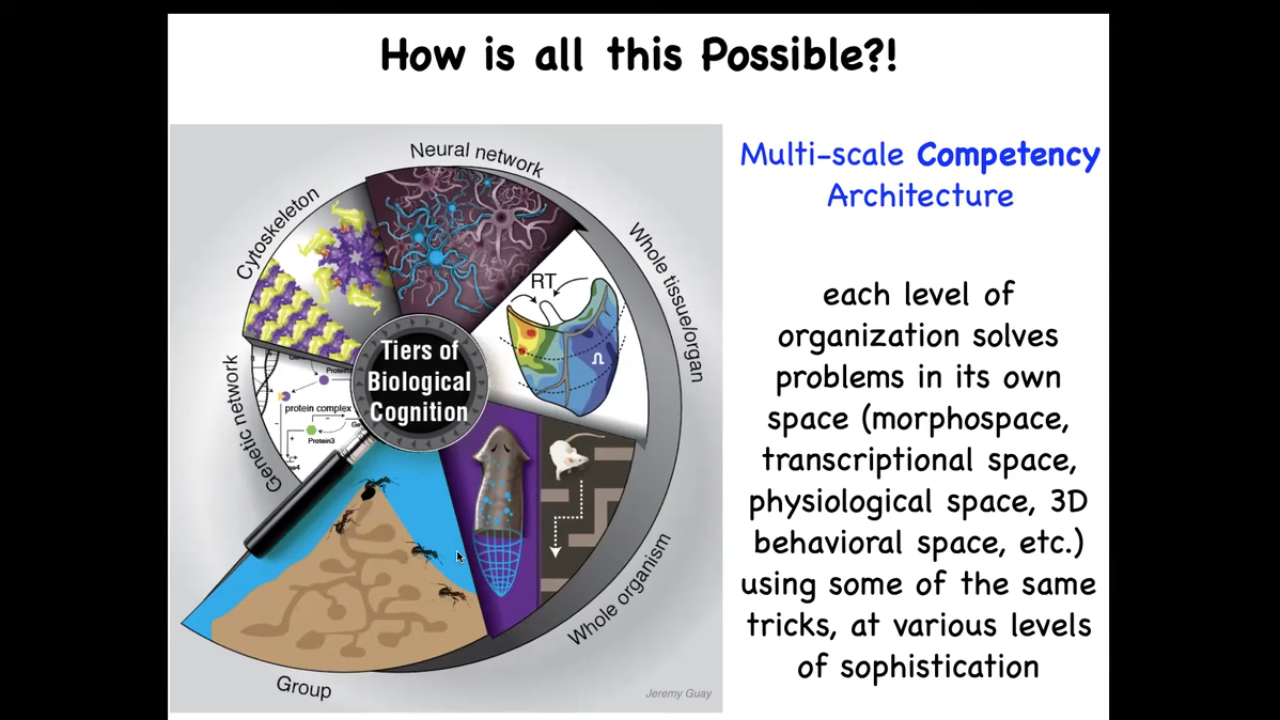 How is all this Possible?!
Neural network
Cytoskeleton
Whole tissue/organ
RT
Tiers of
Biological
Cognition
Genetic network
protein complex
Protein3
Whole organism
Group
Jeremy Guay
Multi-scale Competency
Architecture
each level of
organization solves
problems in its own
space (morphospace,
transcriptional space,
physiological space, 3D
behavioral space, etc.)
using some of the same
tricks, at various levels
of sophistication